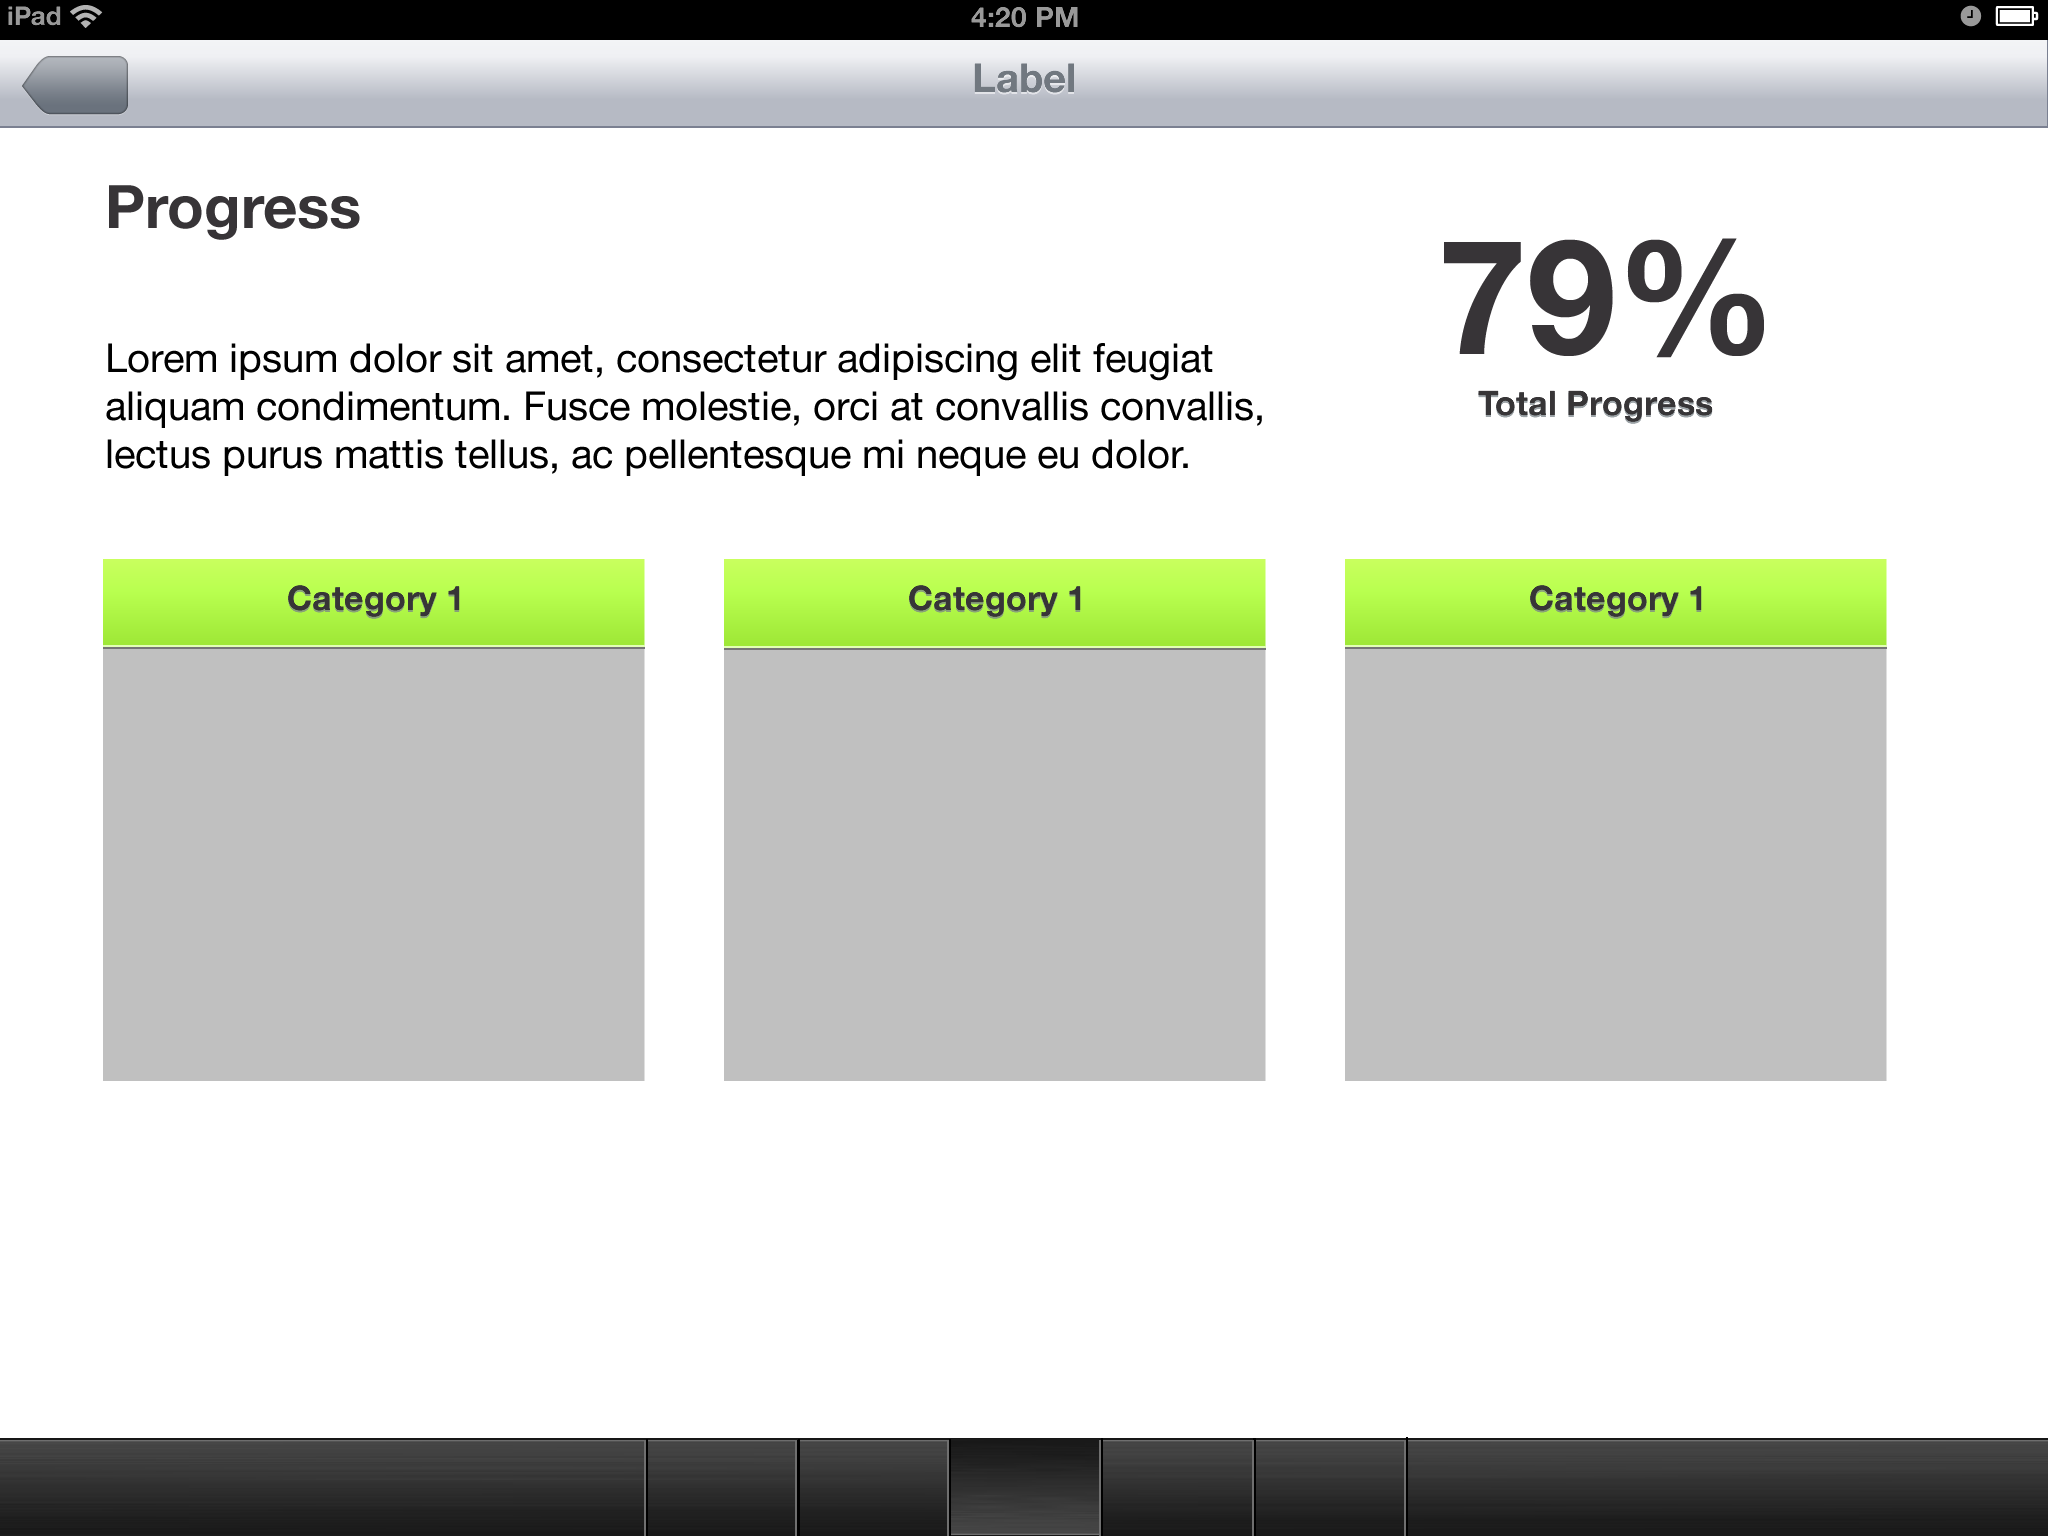 iPad
4:20 PM
Label
Progress
79%
Total Progress
Lorem ipsum dolor sit amet, consectetur adipiscing elit feugiat
aliquam condimentum. Fusce molestie, orci at convallis convallis,
lectus purus mattis tellus, ac pellentesque mi neque eu dolor.
Category 1
Category 1
Category 1